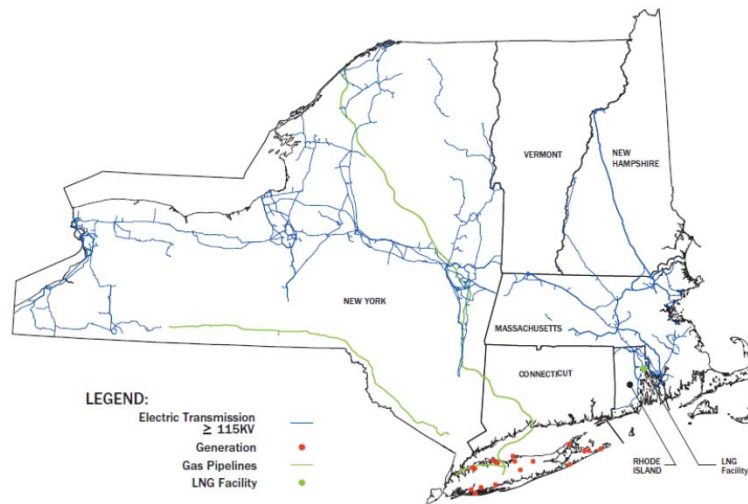 VERMONT
NEW
HAMPSHIRE
NEW YORK
MASSACHUSETTS
CONNECTICUT
LEGEND:
Electric Transmission
≥ 115KV
Generation
Gas Pipelines
LNG Facility
RHODE
ISLAND
LNG
Facility